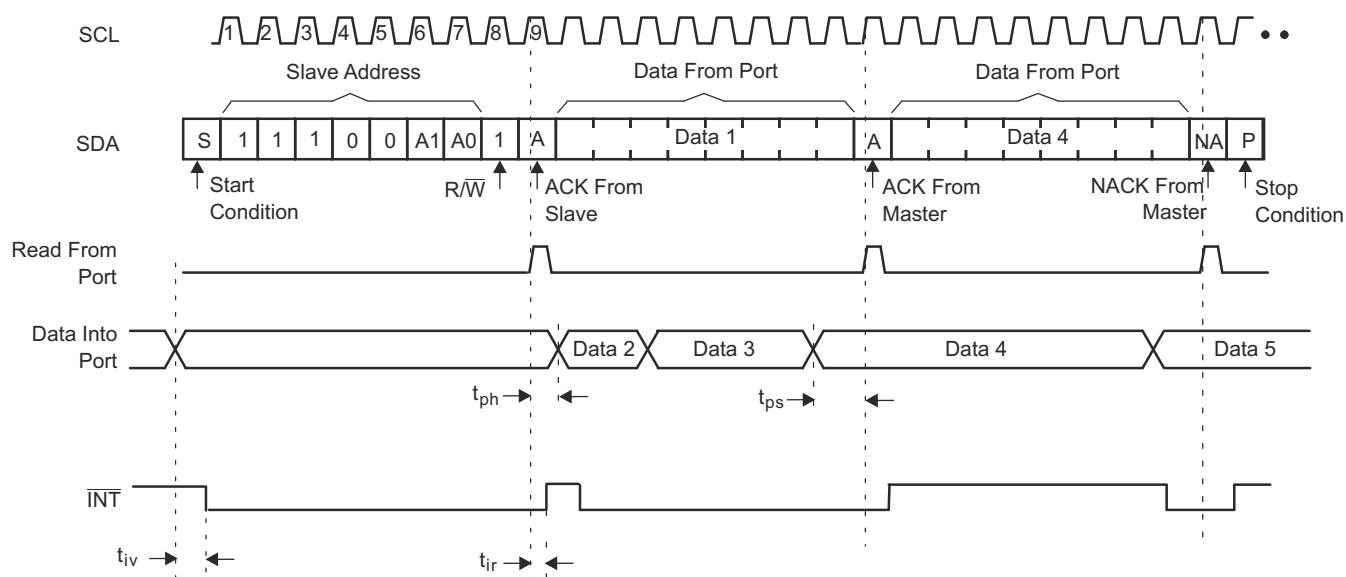 SCL
1 2 3 4 5 6 7 8 9
Slave Address Data From Port Data From Port
SDA S 1 1 1 0 0 A1 A0 1 A Data 1 A Data 4 NA P
Start
Condition
R/W̅
ACK From
Slave
ACK From
Master
NACK From
Master
Stop
Condition
Read From
Port
Data Into
Port
Data 2 Data 3 Data 4 Data 5
tph
tps
I̅N̅T̅
tiv
tir